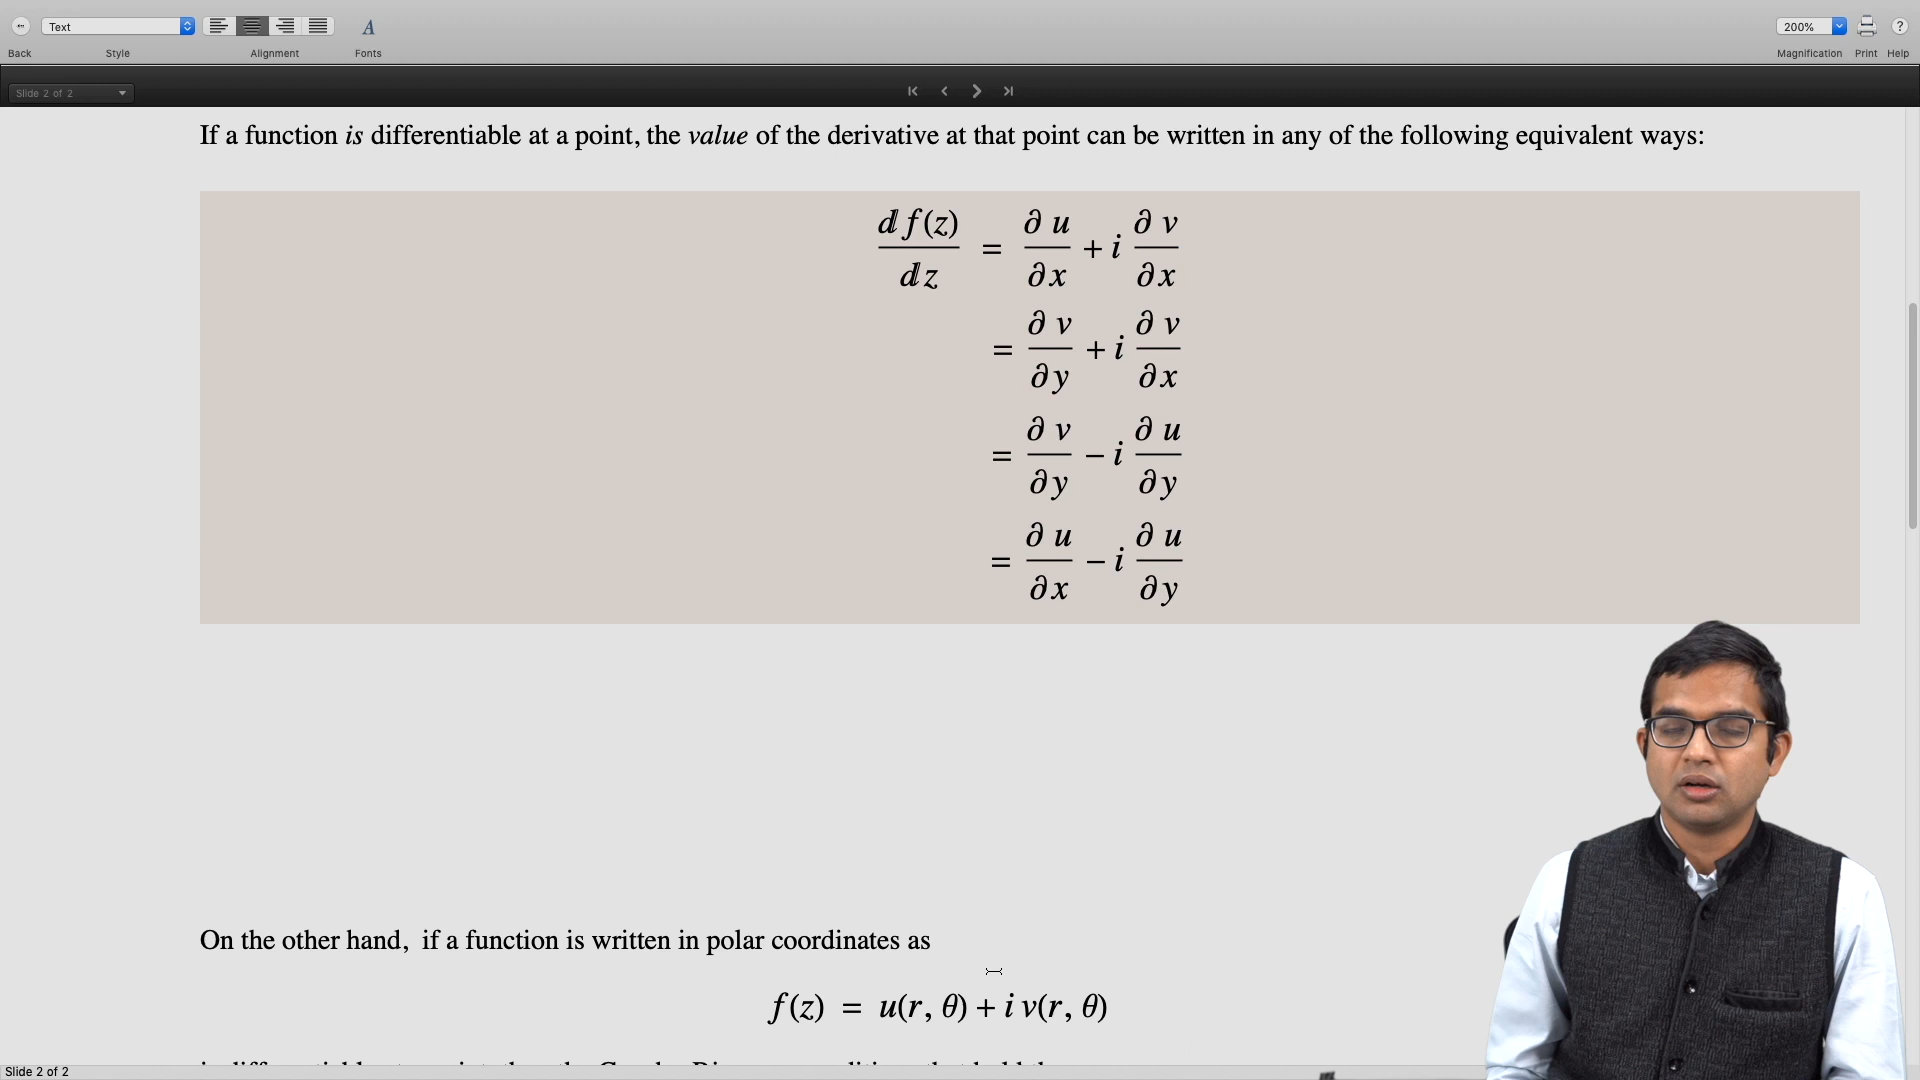 Text
200%
Back Style Alignment Fonts Magnification Print Help
Slide 2 of 2
If a function is differentiable at a point, the value of the derivative at that point can be written in any of the following equivalent ways:
ⅆ f(z)/ⅆ z = ∂ u/∂ x + i ∂ v/∂ x
= ∂ v/∂ y + i ∂ v/∂ x
= ∂ v/∂ y − i ∂ u/∂ y
= ∂ u/∂ x − i ∂ u/∂ y
On the other hand, if a function is written in polar coordinates as
f(z) = u(r, θ) + i v(r, θ)
Slide 2 of 2